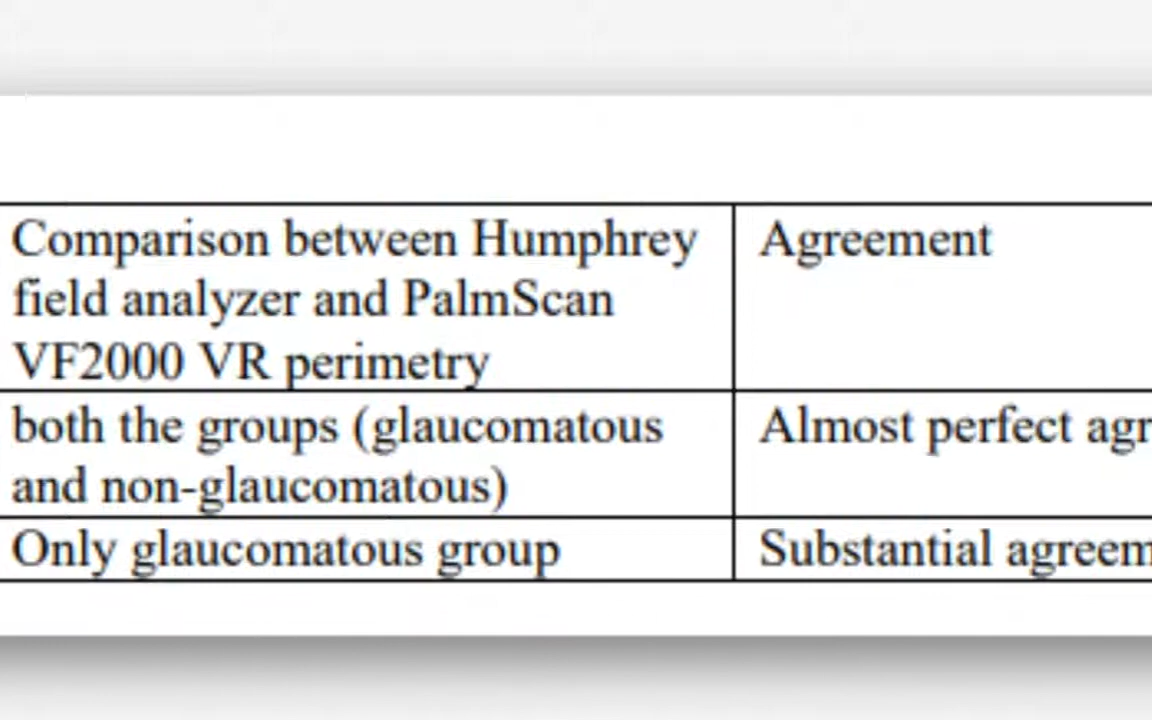 Comparison between Humphrey
field analyzer and PalmScan
VF2000 VR perimetry
Agreement
both the groups (glaucomatous
and non-glaucomatous)
Almost perfect
Only glaucomatous group
Substantial